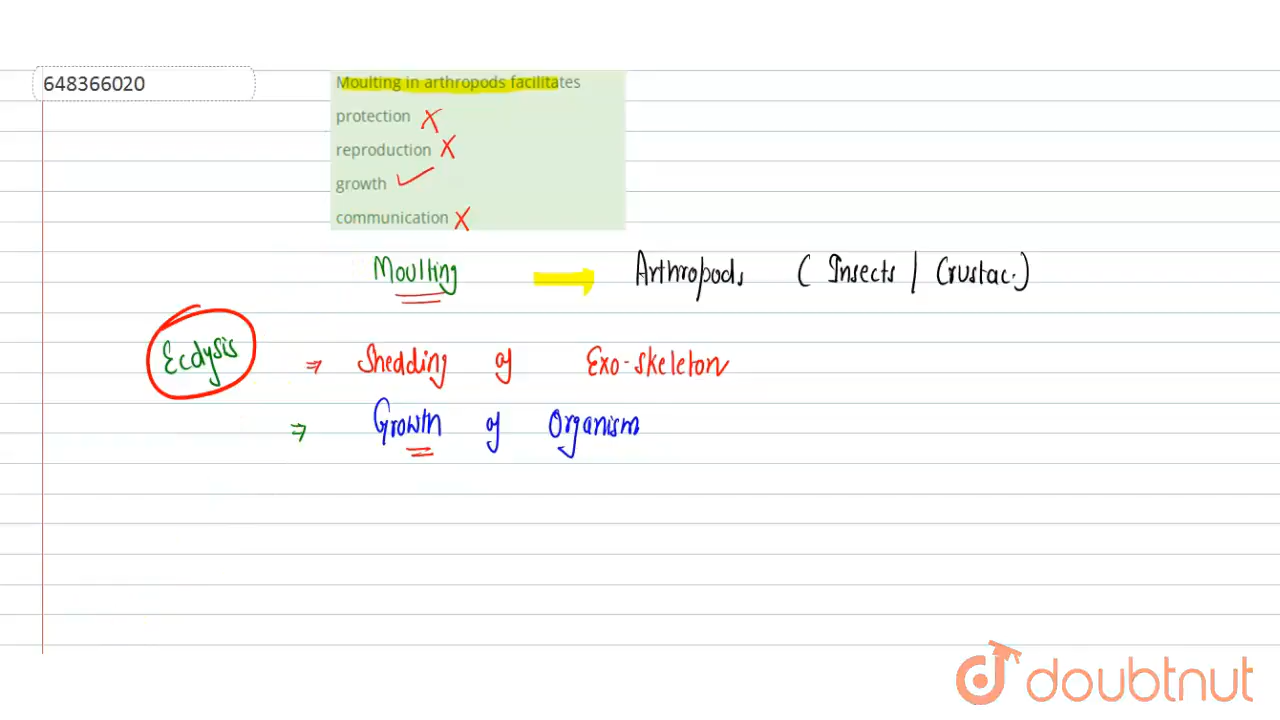 648366020
Moulting in arthropods facilitates
protection X
reproduction X
growth ✓
communication X
Moulting → Arthropods ( Insects / Crustac.)
Ecdysis ⇒ Shedding of Exo-skeleton
⇒ Growth of Organism
doubtnut